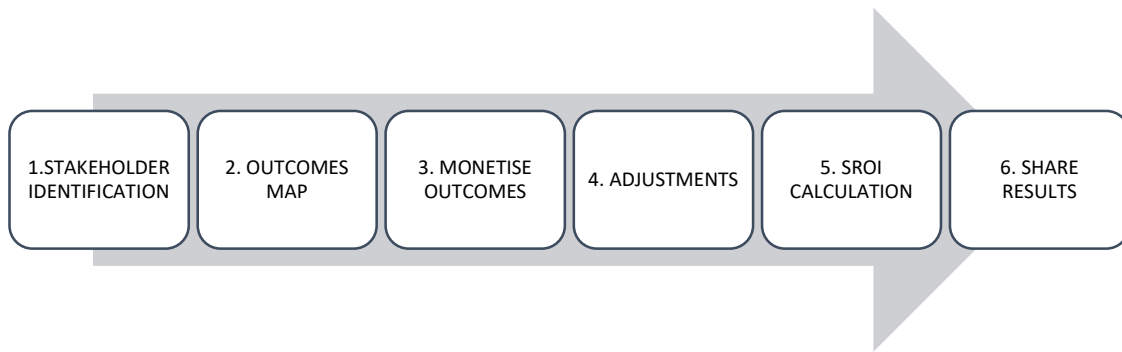 1.STAKEHOLDER
IDENTIFICATION
2. OUTCOMES
MAP
3. MONETISE
OUTCOMES
4. ADJUSTMENTS
5. SROI
CALCULATION
6. SHARE
RESULTS